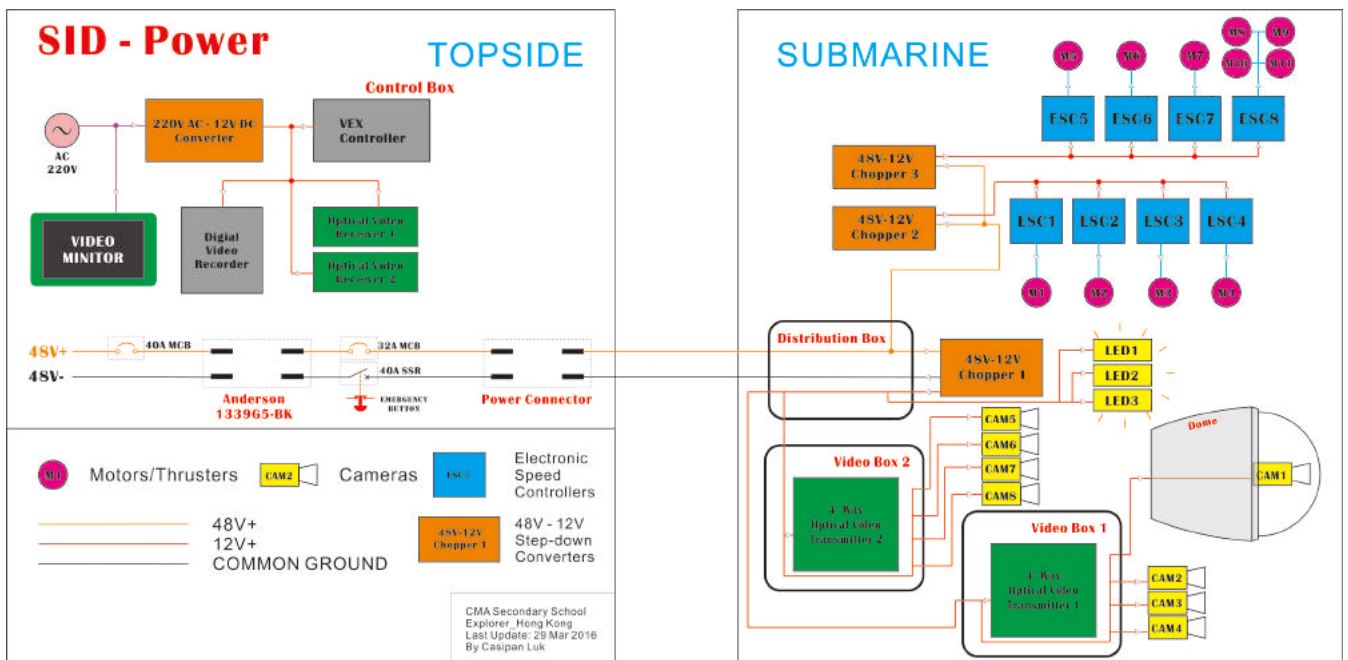 SID - Power
TOPSIDE
Control Box
AC
220V
220V AC - 12V DC
Converter
VEX
Controller
VIDEO
MINITOR
Digial
Video
Recorder
Optical Video
Recerver 1
Optical Video
Recerver 2
48V+
40A MCB
32A MCB
48V-
40A SSR
Anderson
1339G5-BK
EMERGENCY
BUTTON
Power Connector
M1
Motors/Thrusters
CAM2
Cameras
ESC3
Electronic
Speed
Controllers
48V+
12V+
COMMON GROUND
48V-12V
Chopper 1
48V - 12V
Step-down
Converters
CMA Secondary School
Explorer_Hong Kong
Last Update: 29 Mar 2016
By Casipan Luk
SUBMARINE
M5
M6
M7
M8
M9
M10
M11
ESC5
ESC6
ESC7
ESC8
48V-12V
Chopper 3
48V-12V
Chopper 2
ESC1
ESC2
ESC3
ESC4
M1
M2
M3
M4
Distribution Box
48V-12V
Chopper 1
LED1
LED2
LED3
CAM5
CAM6
CAM7
CAM8
Video Box 2
4-Way
Optical Video
Transmitter 2
Dome
CAM1
Video Box 1
4-Way
Optical Video
Transmitter 1
CAM2
CAM3
CAM4